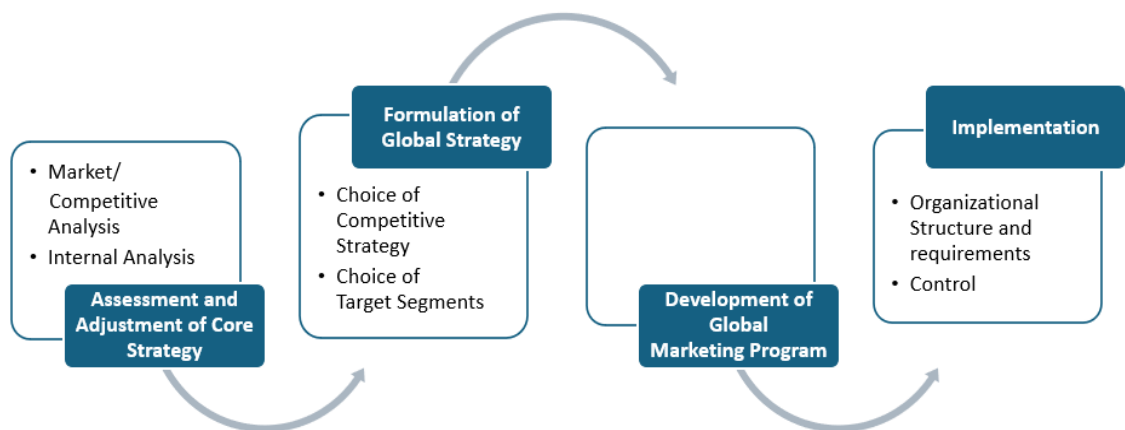 • Market/
Competitive
Analysis
• Internal Analysis
Assessment and
Adjustment of Core
Strategy
Formulation of
Global Strategy
• Choice of
Competitive
Strategy
• Choice of
Target Segments
Development of
Global
Marketing Program
Implementation
• Organizational
Structure and
requirements
• Control